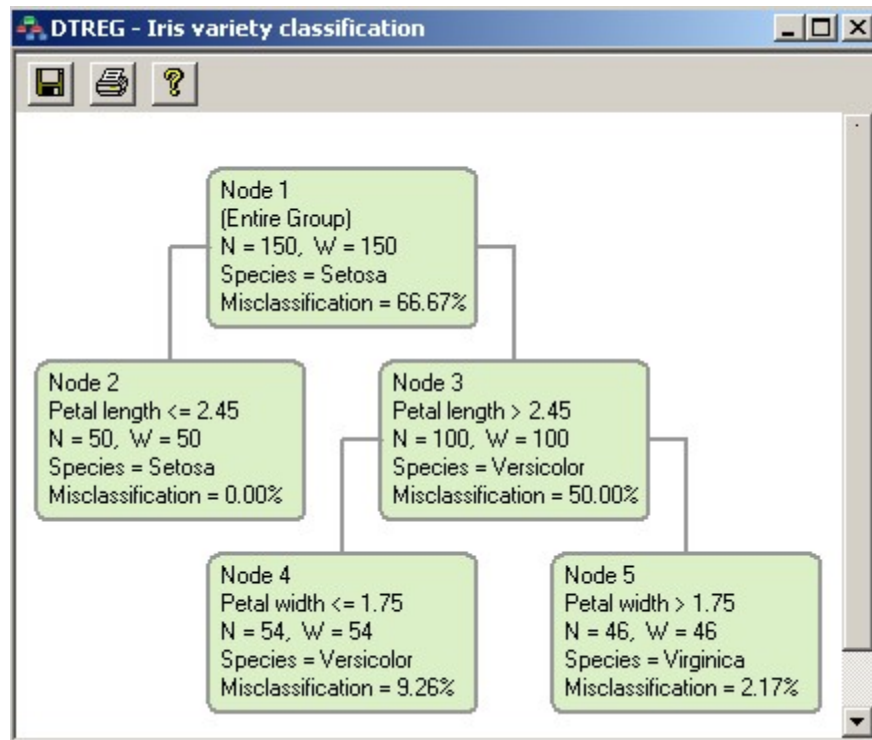 DTREG - Iris variety classification
Node 1
(Entire Group)
N = 150, W = 150
Species = Setosa
Misclassification = 66.67%
Node 2
Petal length <= 2.45
N = 50, W = 50
Species = Setosa
Misclassification = 0.00%
Node 3
Petal length > 2.45
N = 100, W = 100
Species = Versicolor
Misclassification = 50.00%
Node 4
Petal width <= 1.75
N = 54, W = 54
Species = Versicolor
Misclassification = 9.26%
Node 5
Petal width > 1.75
N = 46, W = 46
Species = Virginica
Misclassification = 2.17%